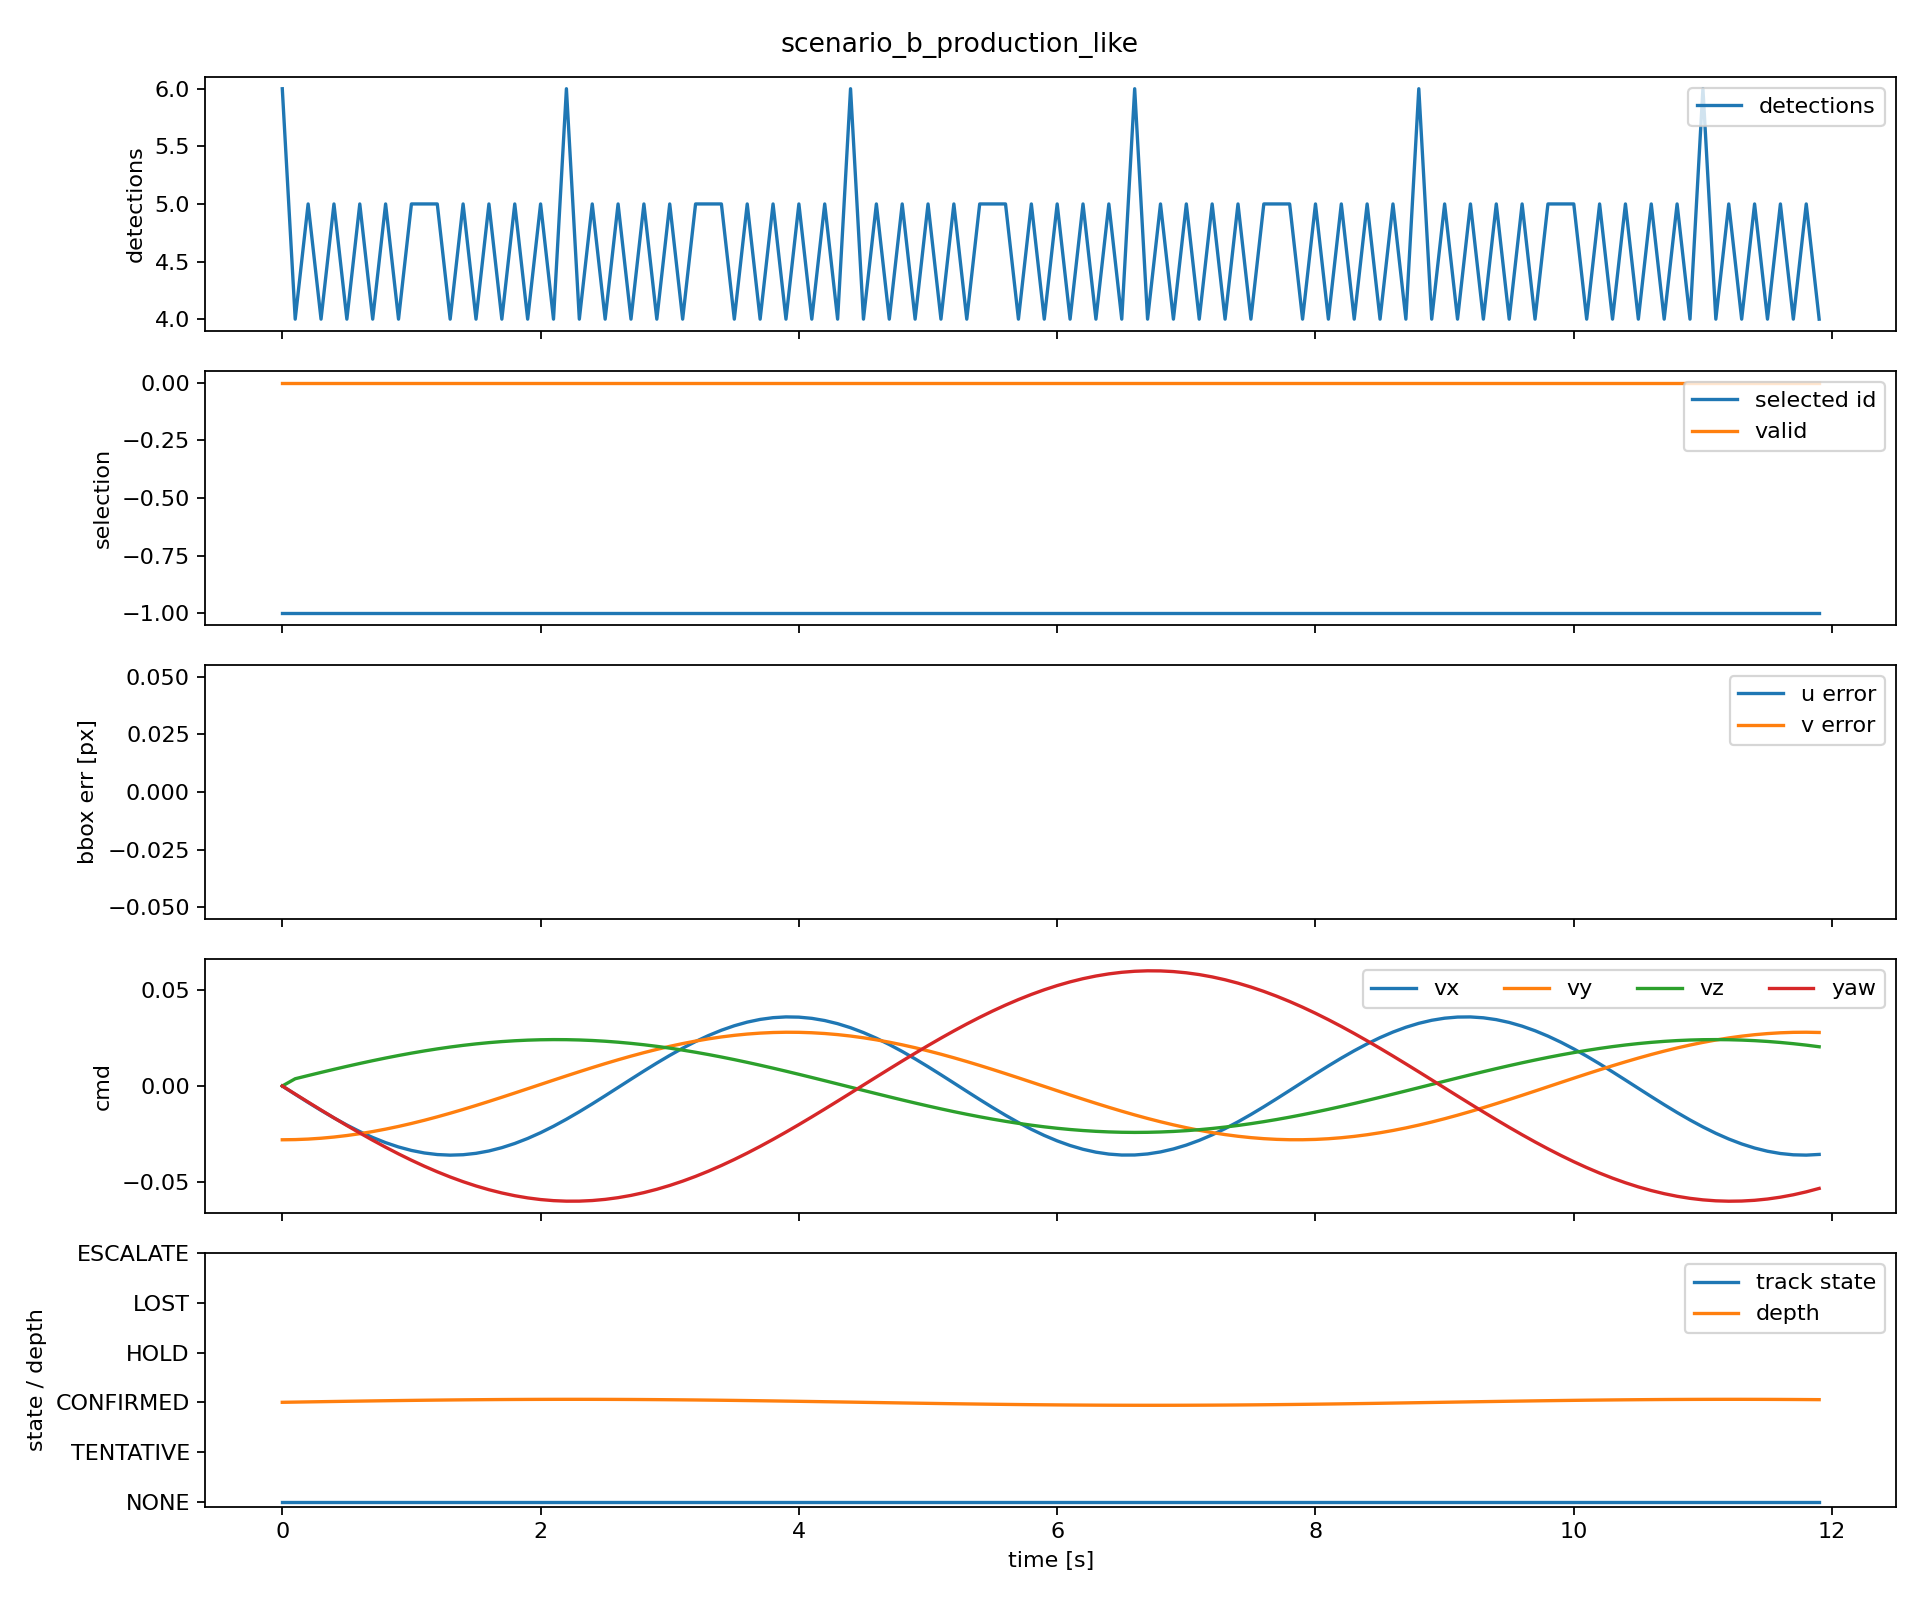 scenario_b_production_like
detections
6.0
5.5
5.0
4.5
4.0
detections
selection
0.00
−0.25
−0.50
−0.75
−1.00
selected id
valid
bbox err [px]
0.050
0.025
0.000
−0.025
−0.050
u error
v error
cmd
0.05
0.00
−0.05
vx vy vz yaw
state / depth
ESCALATE
LOST
HOLD
CONFIRMED
TENTATIVE
NONE
track state
depth
0 2 4 6 8 10 12
time [s]